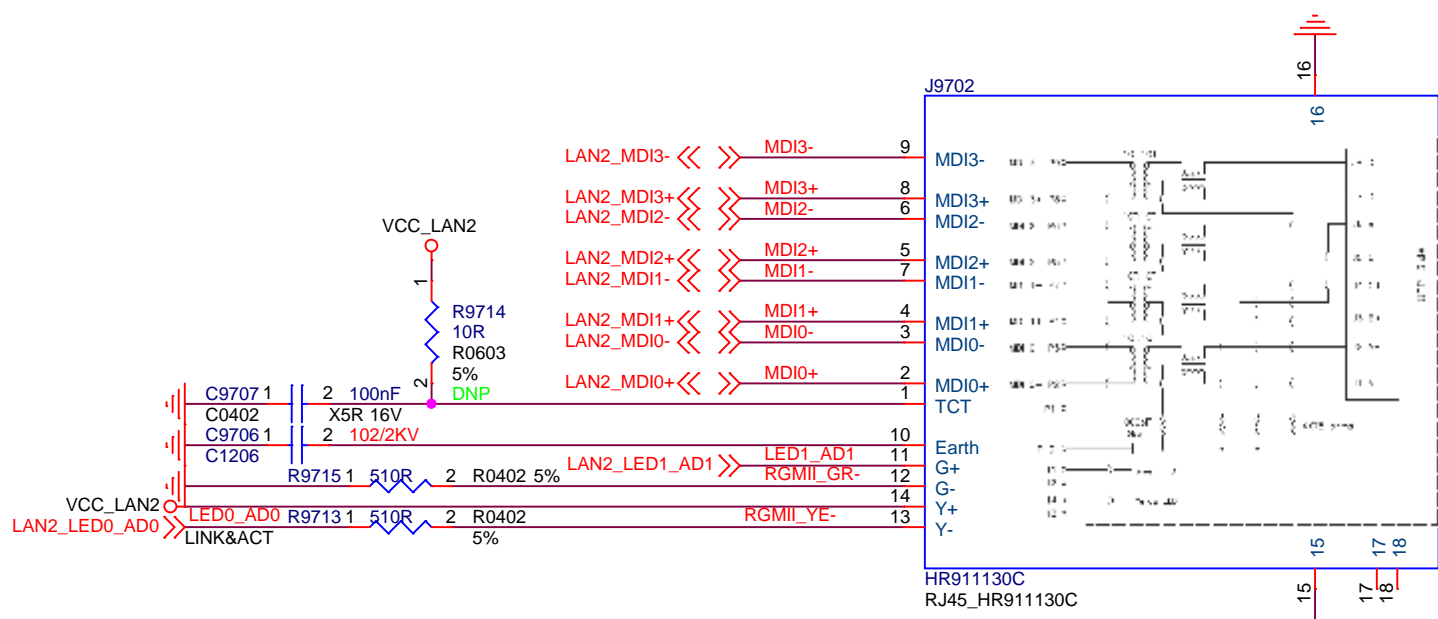 16
J9702
16
LAN2_MDI3- MDI3- 9 MDI3-
LAN2_MDI3+ MDI3+ 8 MDI3+
LAN2_MDI2- MDI2- 6 MDI2-
VCC_LAN2
LAN2_MDI2+ MDI2+ 5 MDI2+
LAN2_MDI1- MDI1- 7 MDI1-
1
R9714
10R
R0603
5%
2
DNP
LAN2_MDI1+ MDI1+ 4 MDI1+
LAN2_MDI0- MDI0- 3 MDI0-
LAN2_MDI0+ MDI0+ 2 MDI0+
C9707 1 2 100nF 1 TCT
C0402 X5R 16V
C9706 1 2 102/2KV 10 Earth
C1206
LAN2_LED1_AD1 LED1_AD1 11 G+
R9715 1 510R 2 R0402 5% RGMII_GR- 12 G-
VCC_LAN2 14 Y+
LAN2_LED0_AD0 LED0_AD0 R9713 1 510R 2 R0402 RGMII_YE- 13 Y-
LINK&ACT 5%
15 17 18
HR911130C
RJ45_HR911130C
15 17 18